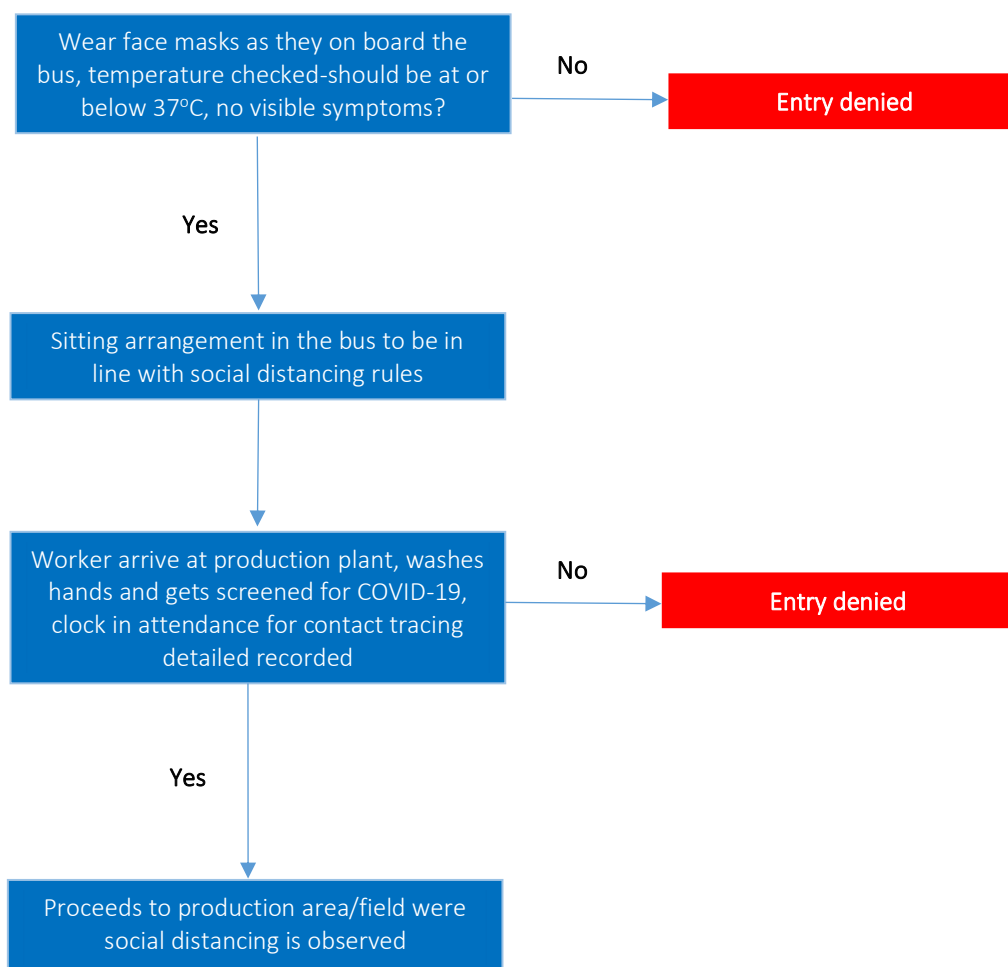 Wear face masks as they on board the
bus, temperature checked-should be at or
below 37°C, no visible symptoms?
No
Entry denied
Yes
Sitting arrangement in the bus to be in
line with social distancing rules
Worker arrive at production plant, washes
hands and gets screened for COVID-19,
clock in attendance for contact tracing
detailed recorded
No
Entry denied
Yes
Proceeds to production area/field were
social distancing is observed